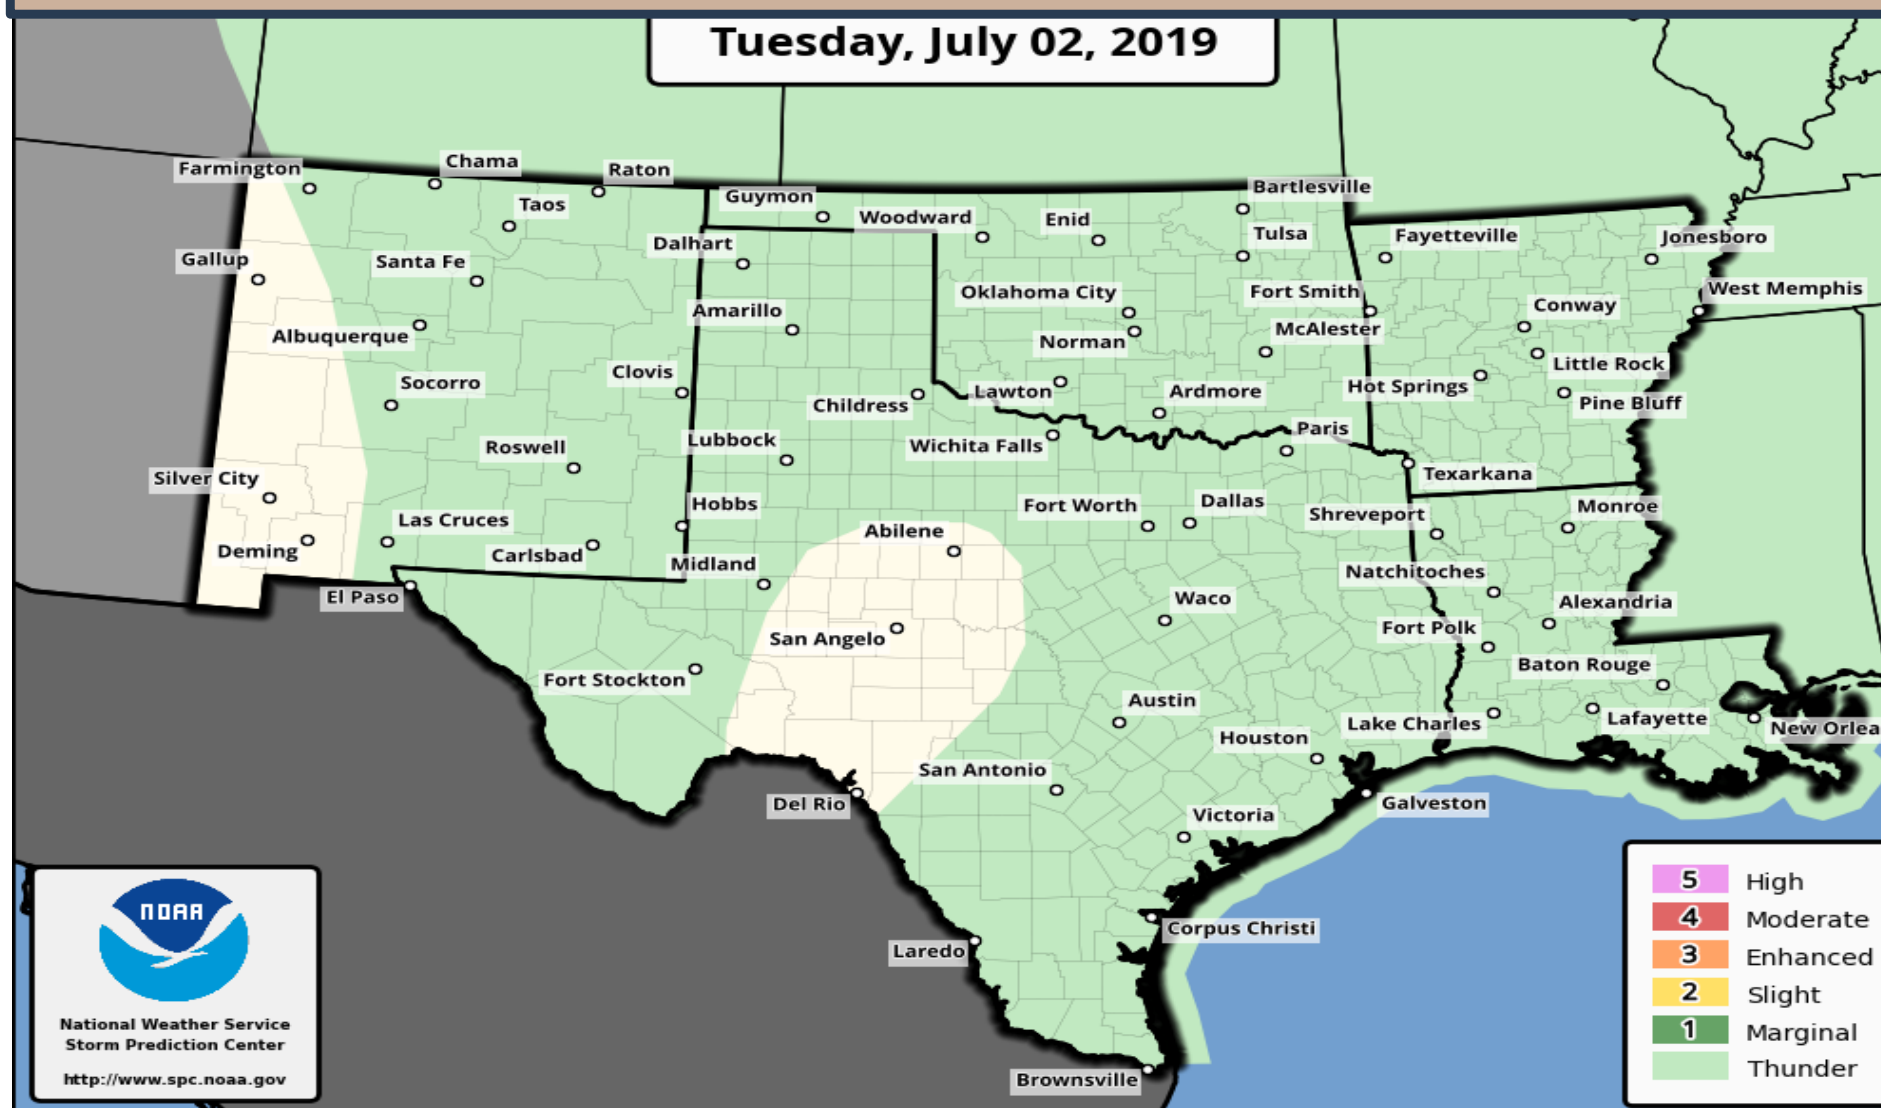 Tuesday, July 02, 2019
Farmington
Chama
Raton
Taos
Guymon
Woodward
Enid
Bartlesville
Tulsa
Fayetteville
Jonesboro
Gallup
Santa Fe
Dalhart
Oklahoma City
Fort Smith
West Memphis
Albuquerque
Amarillo
Norman
McAlester
Conway
Little Rock
Socorro
Clovis
Childress
Lawton
Ardmore
Hot Springs
Pine Bluff
Roswell
Lubbock
Wichita Falls
Paris
Texarkana
Silver City
Las Cruces
Hobbs
Abilene
Fort Worth
Dallas
Shreveport
Monroe
Deming
Carlsbad
Midland
Natchitoches
El Paso
San Angelo
Waco
Fort Polk
Alexandria
Fort Stockton
Austin
Baton Rouge
Lake Charles
Lafayette
New Orlea
Houston
San Antonio
Del Rio
Victoria
Galveston
Corpus Christi
Laredo
Brownsville
NOAA
National Weather Service
Storm Prediction Center
http://www.spc.noaa.gov
5 High
4 Moderate
3 Enhanced
2 Slight
1 Marginal
Thunder